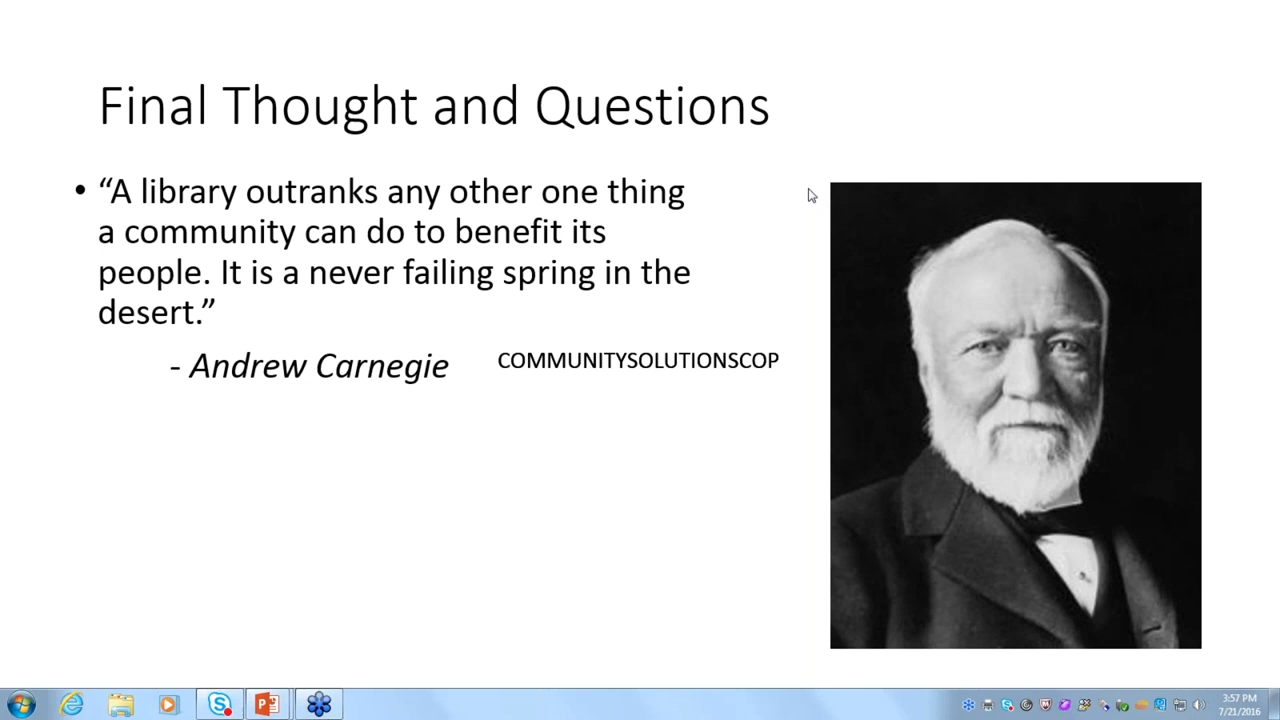 Final Thought and Questions
• “A library outranks any other one thing
a community can do to benefit its
people. It is a never failing spring in the
desert.”
- Andrew Carnegie
COMMUNITYSOLUTIONSCOP
3:57 PM
7/21/2016